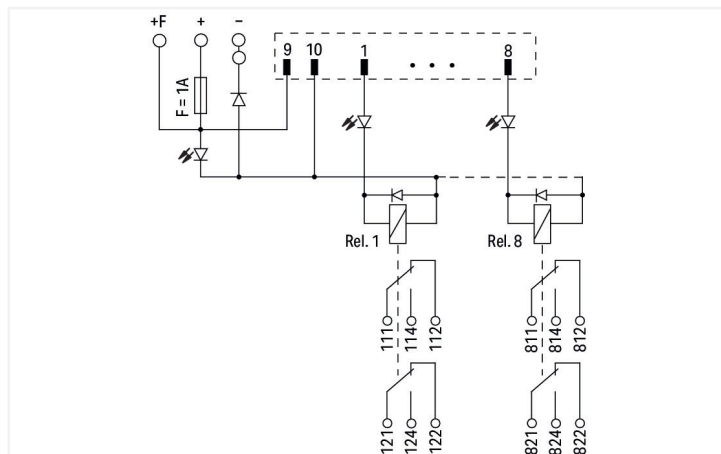 +F + −
9 10 1 8
F = 1A
Rel. 1 Rel. 8
111 114 112 811 814 812
121 124 122 821 824 822